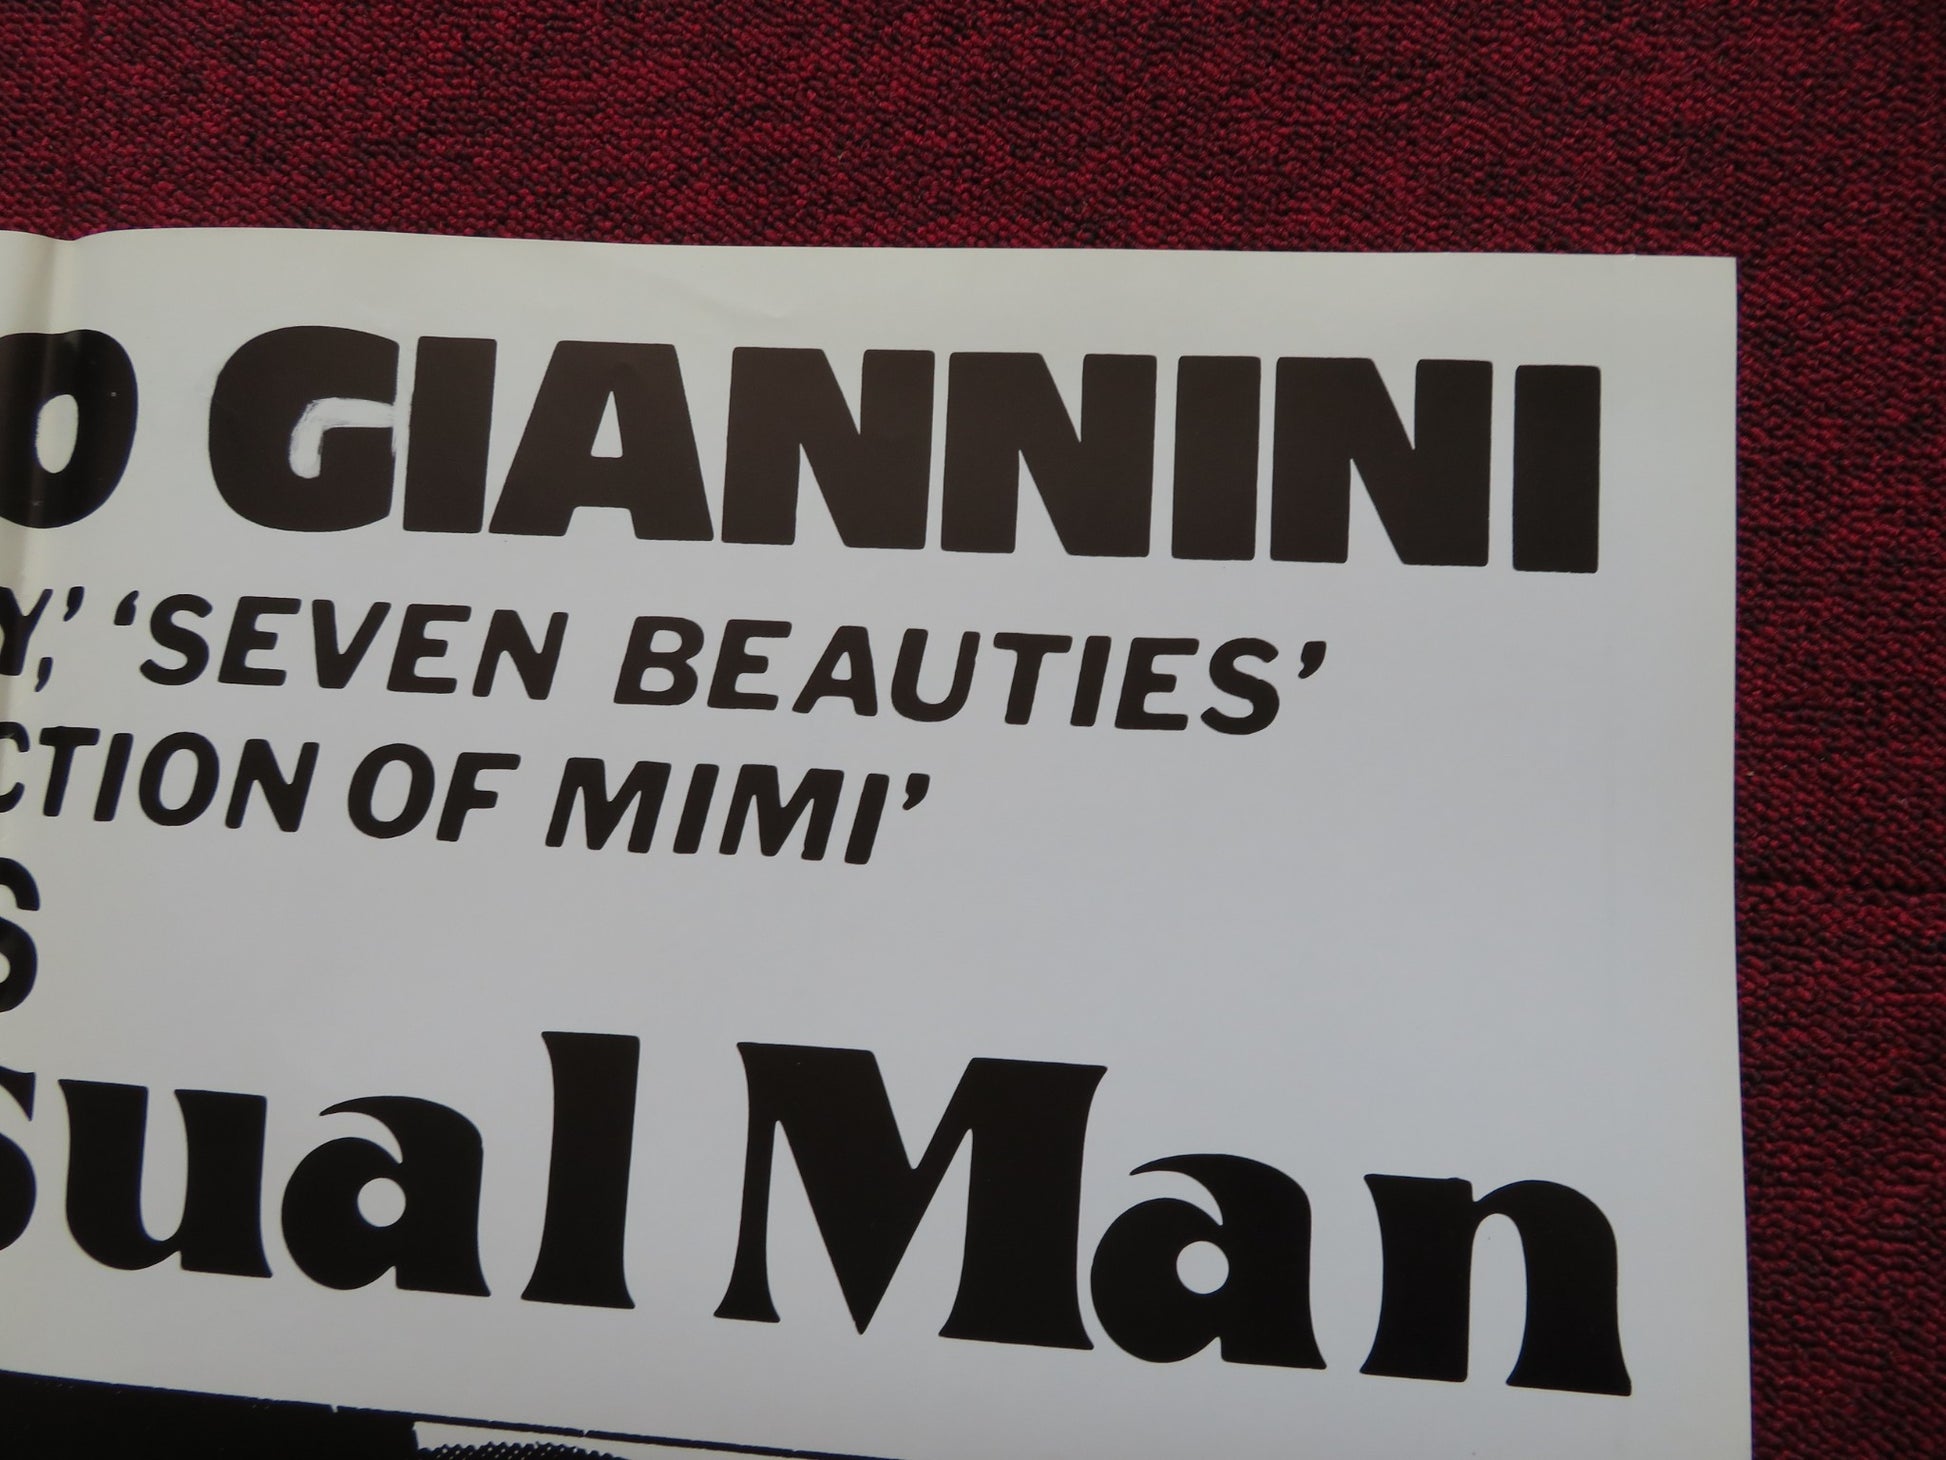 O GIANNINI
Y,' 'SEVEN BEAUTIES'
CTION OF MIMI'
S
sual Man